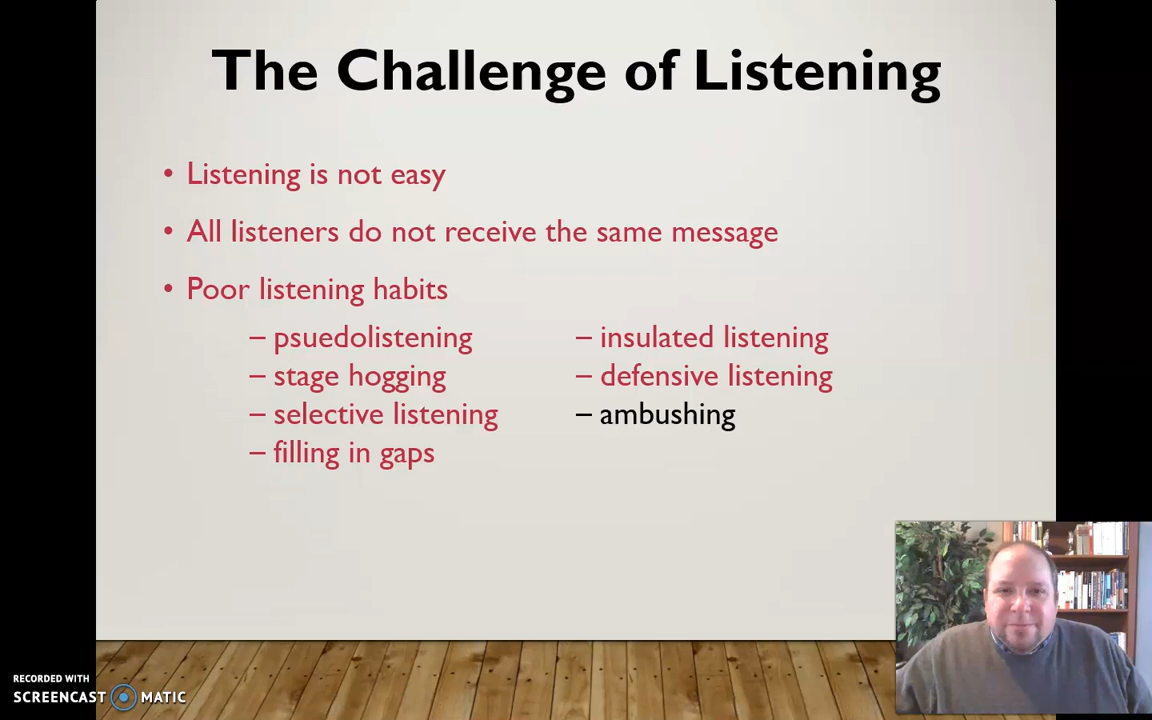 The Challenge of Listening
• Listening is not easy
• All listeners do not receive the same message
• Poor listening habits
– psuedolistening
– stage hogging
– selective listening
– filling in gaps
– insulated listening
– defensive listening
– ambushing
RECORDED WITH
SCREENCAST MATIC